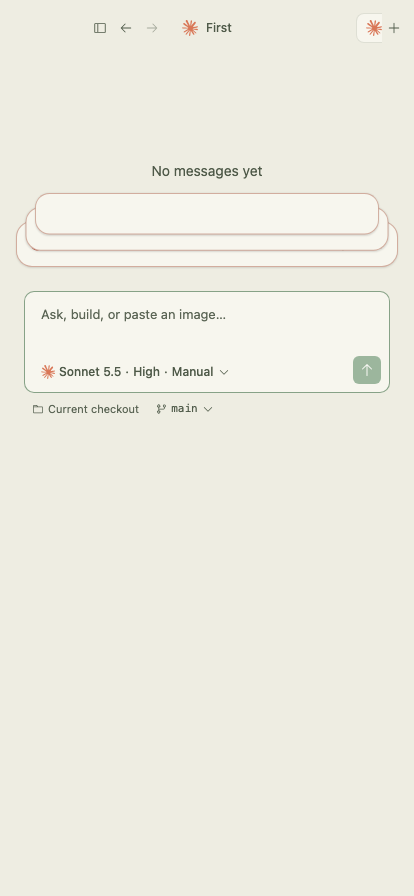 First
No messages yet
Ask, build, or paste an image...
Sonnet 5.5 · High · Manual
Current checkout main